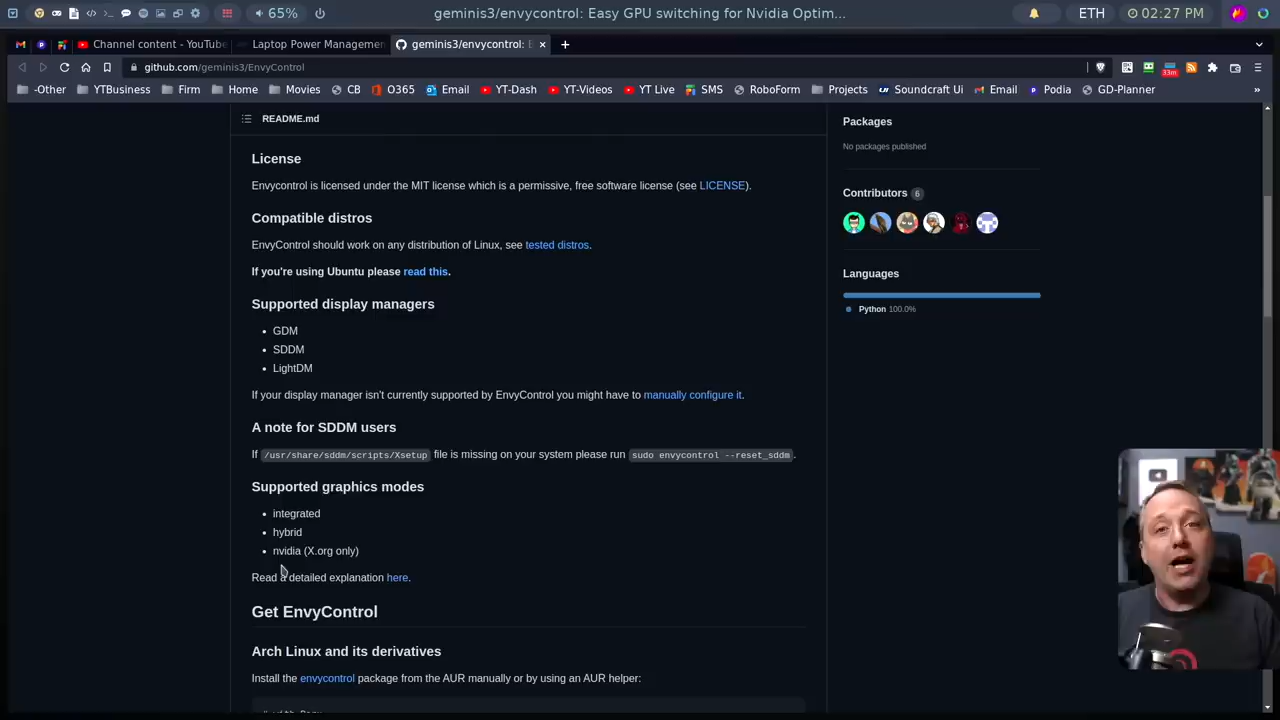 65%
geminis3/envycontrol: Easy GPU switching for Nvidia Optim...
ETH
02:27 PM
Channel content - YouTube
Laptop Power Management
geminis3/envycontrol: E
github.com/geminis3/EnvyControl
33m
-Other
YTBusiness
Firm
Home
Movies
CB
O365
Email
YT-Dash
YT-Videos
YT Live
SMS
RoboForm
Projects
Soundcraft Ui
Email
Podia
GD-Planner
README.md
License
Envycontrol is licensed under the MIT license which is a permissive, free software license (see LICENSE).
Compatible distros
EnvyControl should work on any distribution of Linux, see tested distros.
If you're using Ubuntu please read this.
Supported display managers
GDM
SDDM
LightDM
If your display manager isn't currently supported by EnvyControl you might have to manually configure it.
A note for SDDM users
If /usr/share/sddm/scripts/Xsetup file is missing on your system please run sudo envycontrol --reset_sddm.
Supported graphics modes
integrated
hybrid
nvidia (X.org only)
Read a detailed explanation here.
Get EnvyControl
Arch Linux and its derivatives
Install the envycontrol package from the AUR manually or by using an AUR helper:
Packages
No packages published
Contributors 6
Languages
Python 100.0%